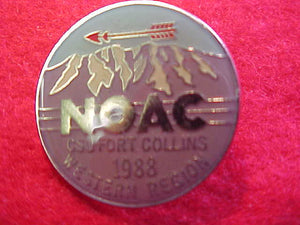 NOAC
CSU FORT COLLINS
1988
WESTERN REGION